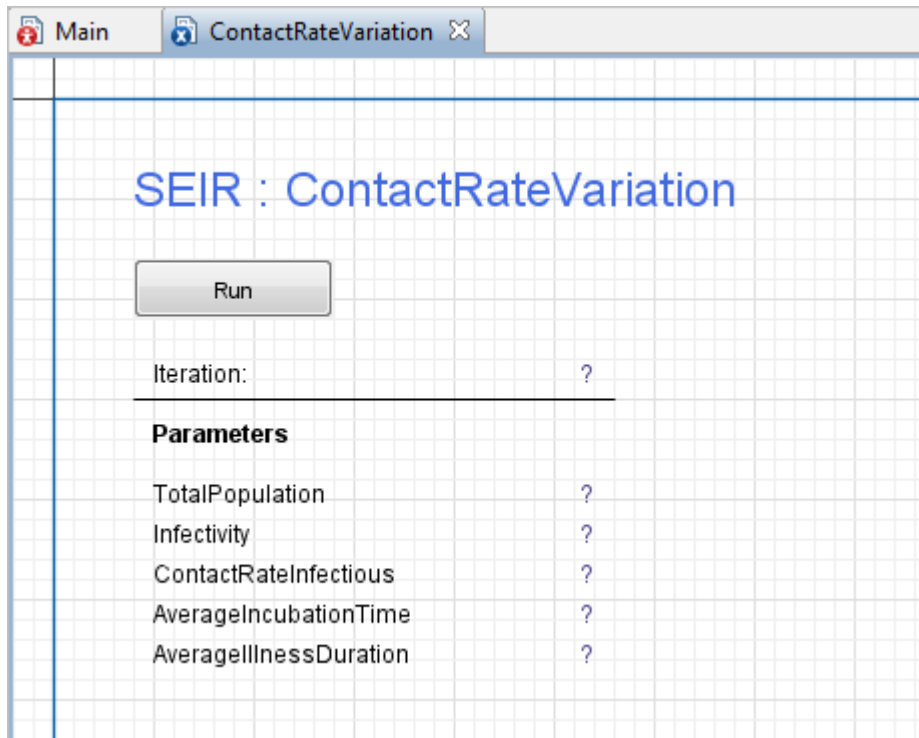 Main ContactRateVariation
SEIR : ContactRateVariation
Run
Iteration: ?
Parameters
TotalPopulation ?
Infectivity ?
ContactRateInfectious ?
AverageIncubationTime ?
AverageIllnessDuration ?